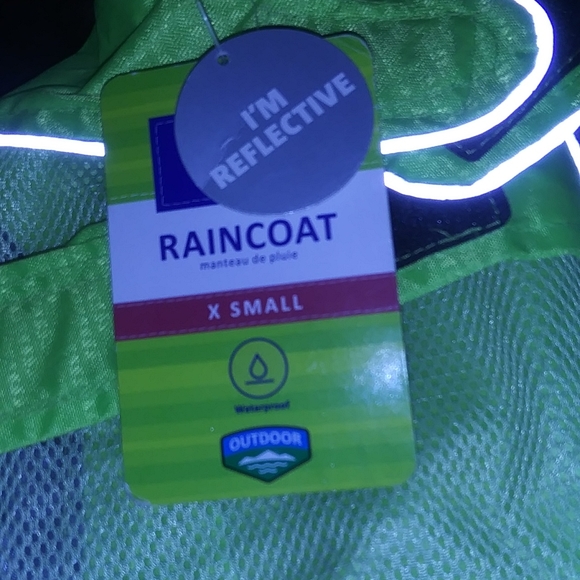 I'M
REFLECTIVE
RAINCOAT
manteau de pluie
X SMALL
Waterproof
OUTDOOR